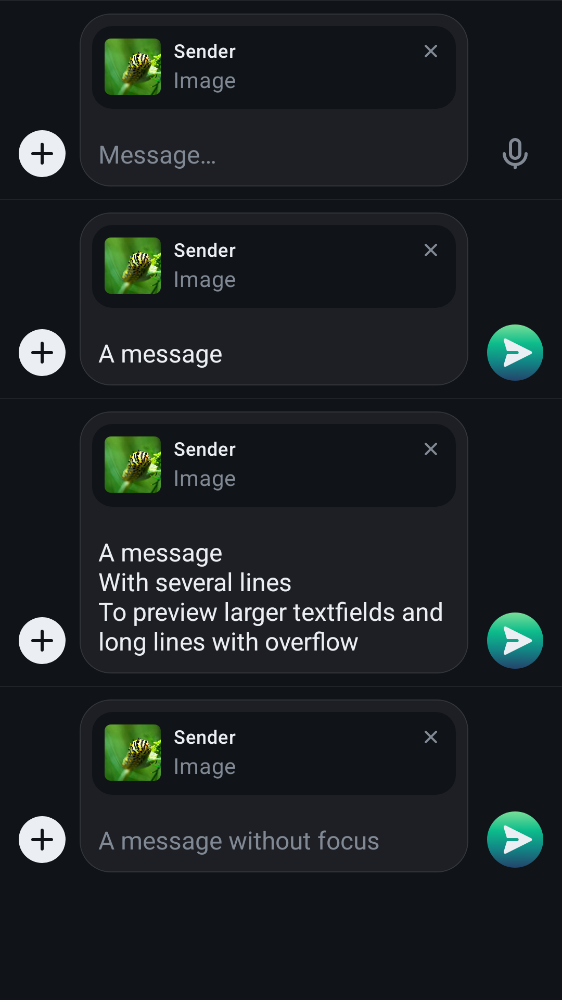 Sender
Image
Message…
Sender
Image
A message
Sender
Image
A message
With several lines
To preview larger textfields and
long lines with overflow
Sender
Image
A message without focus